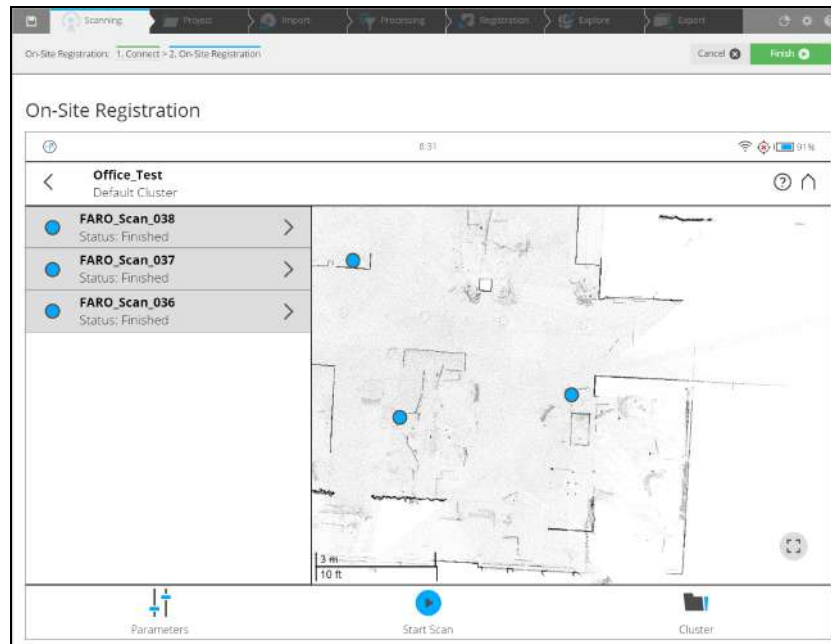 Scanning Project Import Processing Registration Explore Export
On-Site Registration: 1. Connect > 2. On-Site Registration Cancel Finish
On-Site Registration
8:31 91%
Office_Test
Default Cluster
FARO_Scan_038
Status: Finished
FARO_Scan_037
Status: Finished
FARO_Scan_036
Status: Finished
3 m
10 ft
Parameters Start Scan Cluster